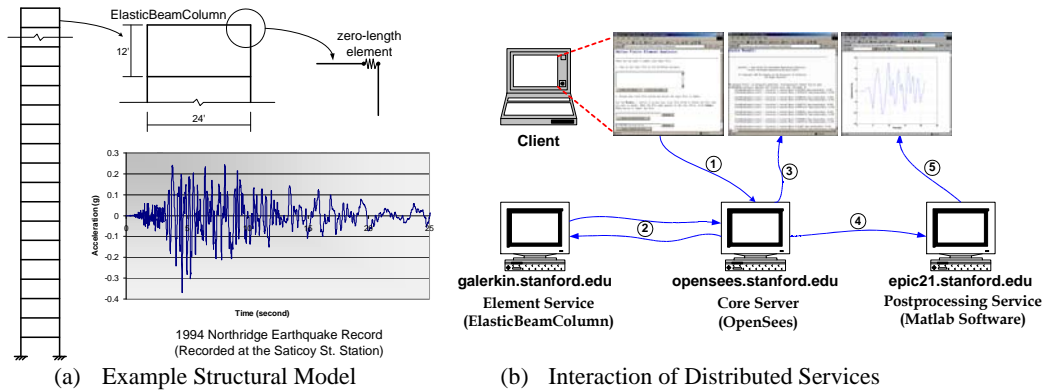 ElasticBeamColumn
12'
24'
zero-length
element
0.3
0.2
0.1
0
-0.1
-0.2
-0.3
-0.4
Acceleration(g)
0
5
20
25
Time (second)
1994 Northridge Earthquake Record
(Recorded at the Saticoy St. Station)
(a) Example Structural Model
Client
1
3
5
2
4
galerkin.stanford.edu
Element Service
(ElasticBeamColumn)
opensees.stanford.edu
Core Server
(OpenSees)
epic21.stanford.edu
Postprocessing Service
(Matlab Software)
(b) Interaction of Distributed Services